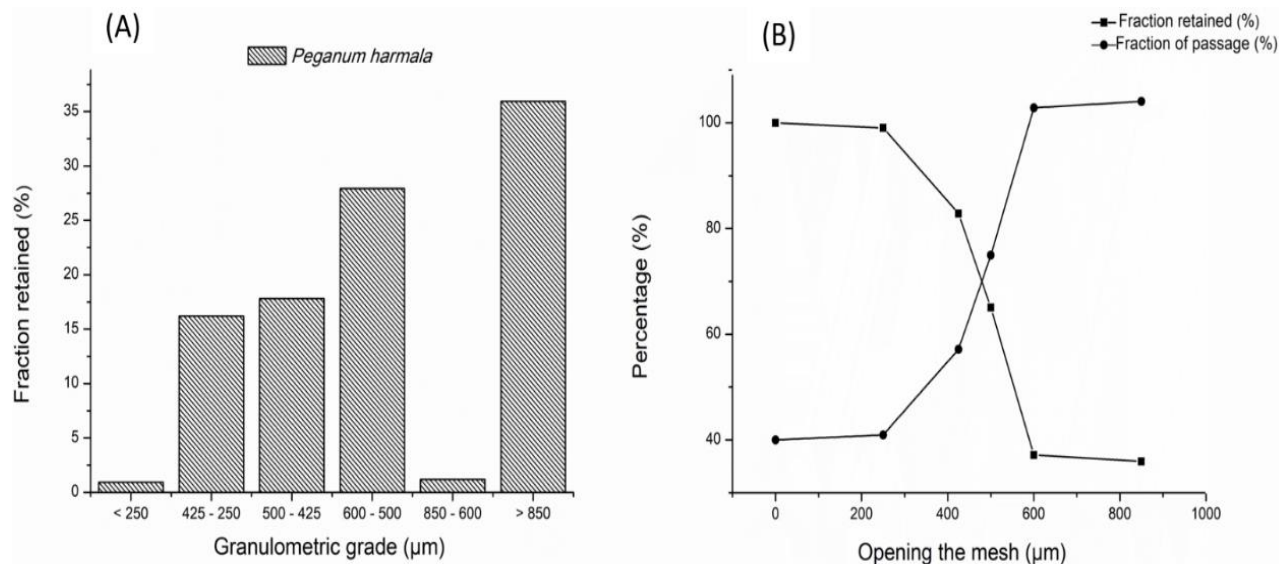 (A)
Peganum harmala
Fraction retained (%)
35
30
25
20
15
10
5
0
< 250
425 - 250
500 - 425
600 - 500
850 - 600
> 850
Granulometric grade (µm)
(B)
Fraction retained (%)
Fraction of passage (%)
Percentage (%)
100
80
60
40
0
200
400
600
800
1000
Opening the mesh (µm)